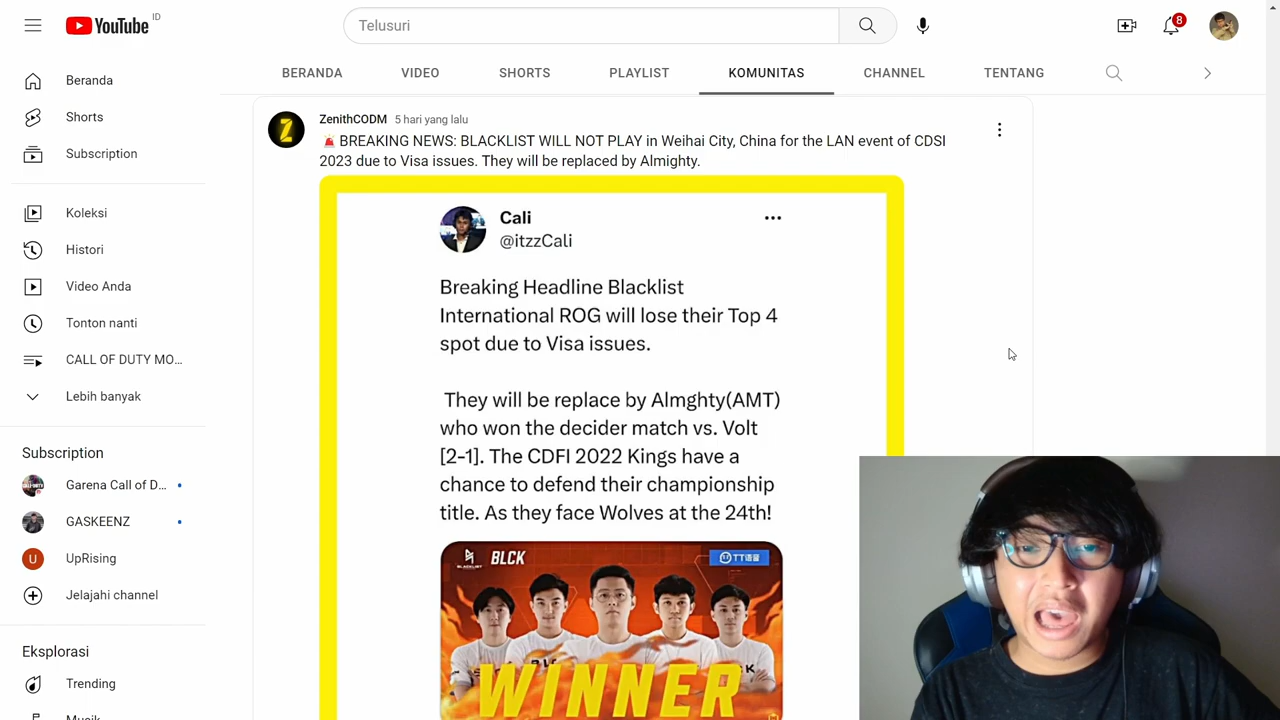 YouTube ID
Telusuri
8
BERANDA VIDEO SHORTS PLAYLIST KOMUNITAS CHANNEL TENTANG
Beranda
Shorts
Subscription
Koleksi
Histori
Video Anda
Tonton nanti
CALL OF DUTY MO...
Lebih banyak
Subscription
Garena Call of D...
GASKEENZ
U UpRising
Jelajahi channel
Eksplorasi
Trending
Musik
Z
ZenithCODM 5 hari yang lalu
🚨BREAKING NEWS: BLACKLIST WILL NOT PLAY in Weihai City, China for the LAN event of CDSI
2023 due to Visa issues. They will be replaced by Almighty.
Cali
@itzzCali
Breaking Headline Blacklist
International ROG will lose their Top 4
spot due to Visa issues.
They will be replace by Almghty(AMT)
who won the decider match vs. Volt
[2-1]. The CDFI 2022 Kings have a
chance to defend their championship
title. As they face Wolves at the 24th!
BLACKLIST
BLCK
TT语音
WINNER